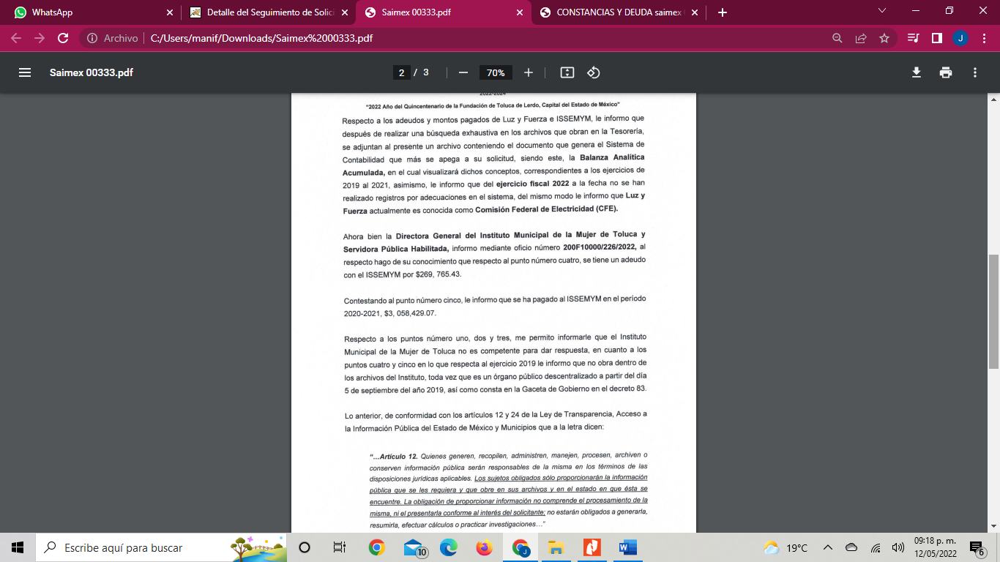 WhatsApp
Detalle del Seguimiento de Solici
Saimex 00333.pdf
CONSTANCIAS Y DEUDA saimex
Archivo
C:/Users/manif/Downloads/Saimex%2000333.pdf
J
Saimex 00333.pdf
2 / 3
70%
2022-2024
“2022 Año del Quincentenario de la Fundación de Toluca de Lerdo, Capital del Estado de México”
Respecto a los adeudos y montos pagados de Luz y Fuerza e ISSEMYM, le informo que
después de realizar una búsqueda exhaustiva en los archivos que obran en la Tesorería,
se adjuntan al presente un archivo conteniendo el documento que genera el Sistema de
Contabilidad que más se apega a su solicitud, siendo este, la Balanza Analítica
Acumulada, en el cual visualizará dichos conceptos, correspondientes a los ejercicios de
2019 al 2021, asimismo, le informo que del ejercicio fiscal 2022 a la fecha no se han
realizado registros por adecuaciones en el sistema, del mismo modo le informo que Luz y
Fuerza actualmente es conocida como Comisión Federal de Electricidad (CFE).
Ahora bien la Directora General del Instituto Municipal de la Mujer de Toluca y
Servidora Pública Habilitada, informo mediante oficio número 200F10000/226/2022, al
respecto hago de su conocimiento que respecto al punto número cuatro, se tiene un adeudo
con el ISSEMYM por $269, 765.43.
Contestando al punto número cinco, le informo que se ha pagado al ISSEMYM en el período
2020-2021, $3, 058,429.07.
Respecto a los puntos número uno, dos y tres, me permito informarle que el Instituto
Municipal de la Mujer de Toluca no es competente para dar respuesta, en cuanto a los
puntos cuatro y cinco en lo que respecta al ejercicio 2019 le informo que no obra dentro de
los archivos del Instituto, toda vez que es un órgano público descentralizado a partir del día
5 de septiembre del año 2019, así como consta en la Gaceta de Gobierno en el decreto 83.
Lo anterior, de conformidad con los artículos 12 y 24 de la Ley de Transparencia, Acceso a
la Información Pública del Estado de México y Municipios que a la letra dicen:
“...Artículo 12. Quienes generen, recopilen, administren, manejen, procesen, archiven o
conserven información pública serán responsables de la misma en los términos de las
disposiciones jurídicas aplicables. Los sujetos obligados sólo proporcionarán la información
pública que se les requiera y que obre en sus archivos y en el estado en que ésta se
encuentre. La obligación de proporcionar información no comprende el procesamiento de la
misma, ni el presentarla conforme al interés del solicitante; no estarán obligados a generarla,
resumirla, efectuar cálculos o practicar investigaciones...”
Escribe aquí para buscar
10
J
19°C
09:18 p. m.
12/05/2022
6